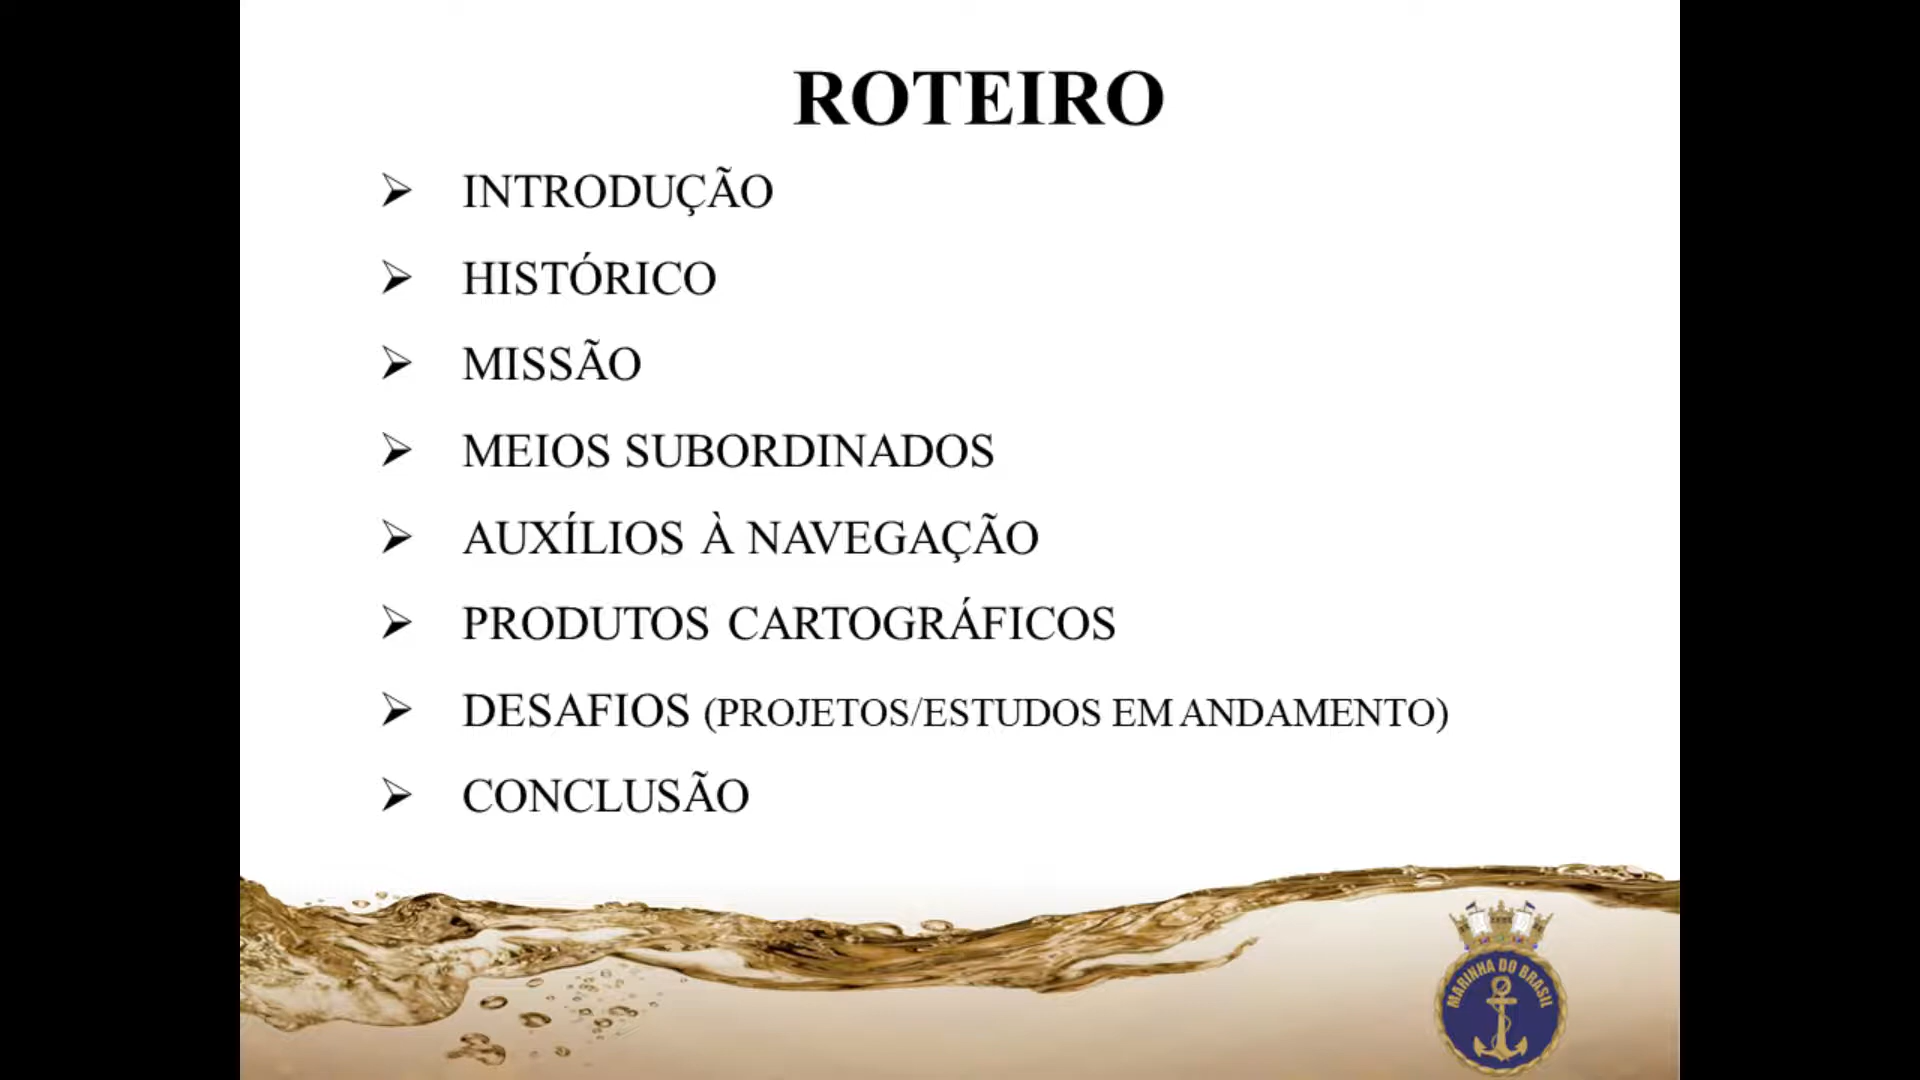 ROTEIRO
➢ INTRODUÇÃO
➢ HISTÓRICO
➢ MISSÃO
➢ MEIOS SUBORDINADOS
➢ AUXÍLIOS À NAVEGAÇÃO
➢ PRODUTOS CARTOGRÁFICOS
➢ DESAFIOS (PROJETOS/ESTUDOS EM ANDAMENTO)
➢ CONCLUSÃO
MARINHA DO BRASIL